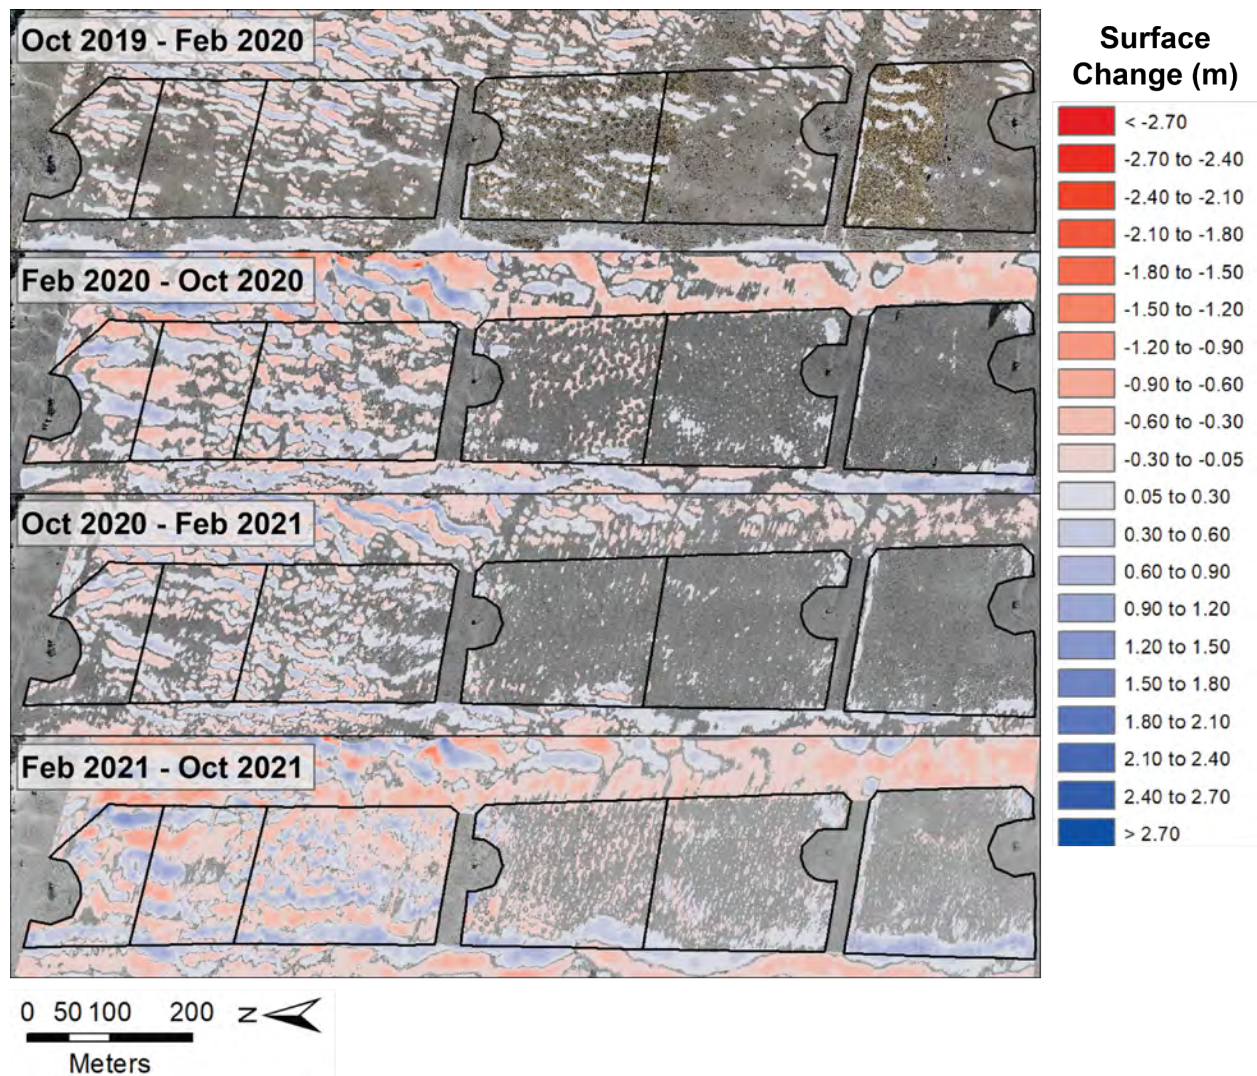 Oct 2019 - Feb 2020
Feb 2020 - Oct 2020
Oct 2020 - Feb 2021
Feb 2021 - Oct 2021
Surface
Change (m)
< -2.70
-2.70 to -2.40
-2.40 to -2.10
-2.10 to -1.80
-1.80 to -1.50
-1.50 to -1.20
-1.20 to -0.90
-0.90 to -0.60
-0.60 to -0.30
-0.30 to -0.05
0.05 to 0.30
0.30 to 0.60
0.60 to 0.90
0.90 to 1.20
1.20 to 1.50
1.50 to 1.80
1.80 to 2.10
2.10 to 2.40
2.40 to 2.70
> 2.70
0 50 100 200
Meters
N